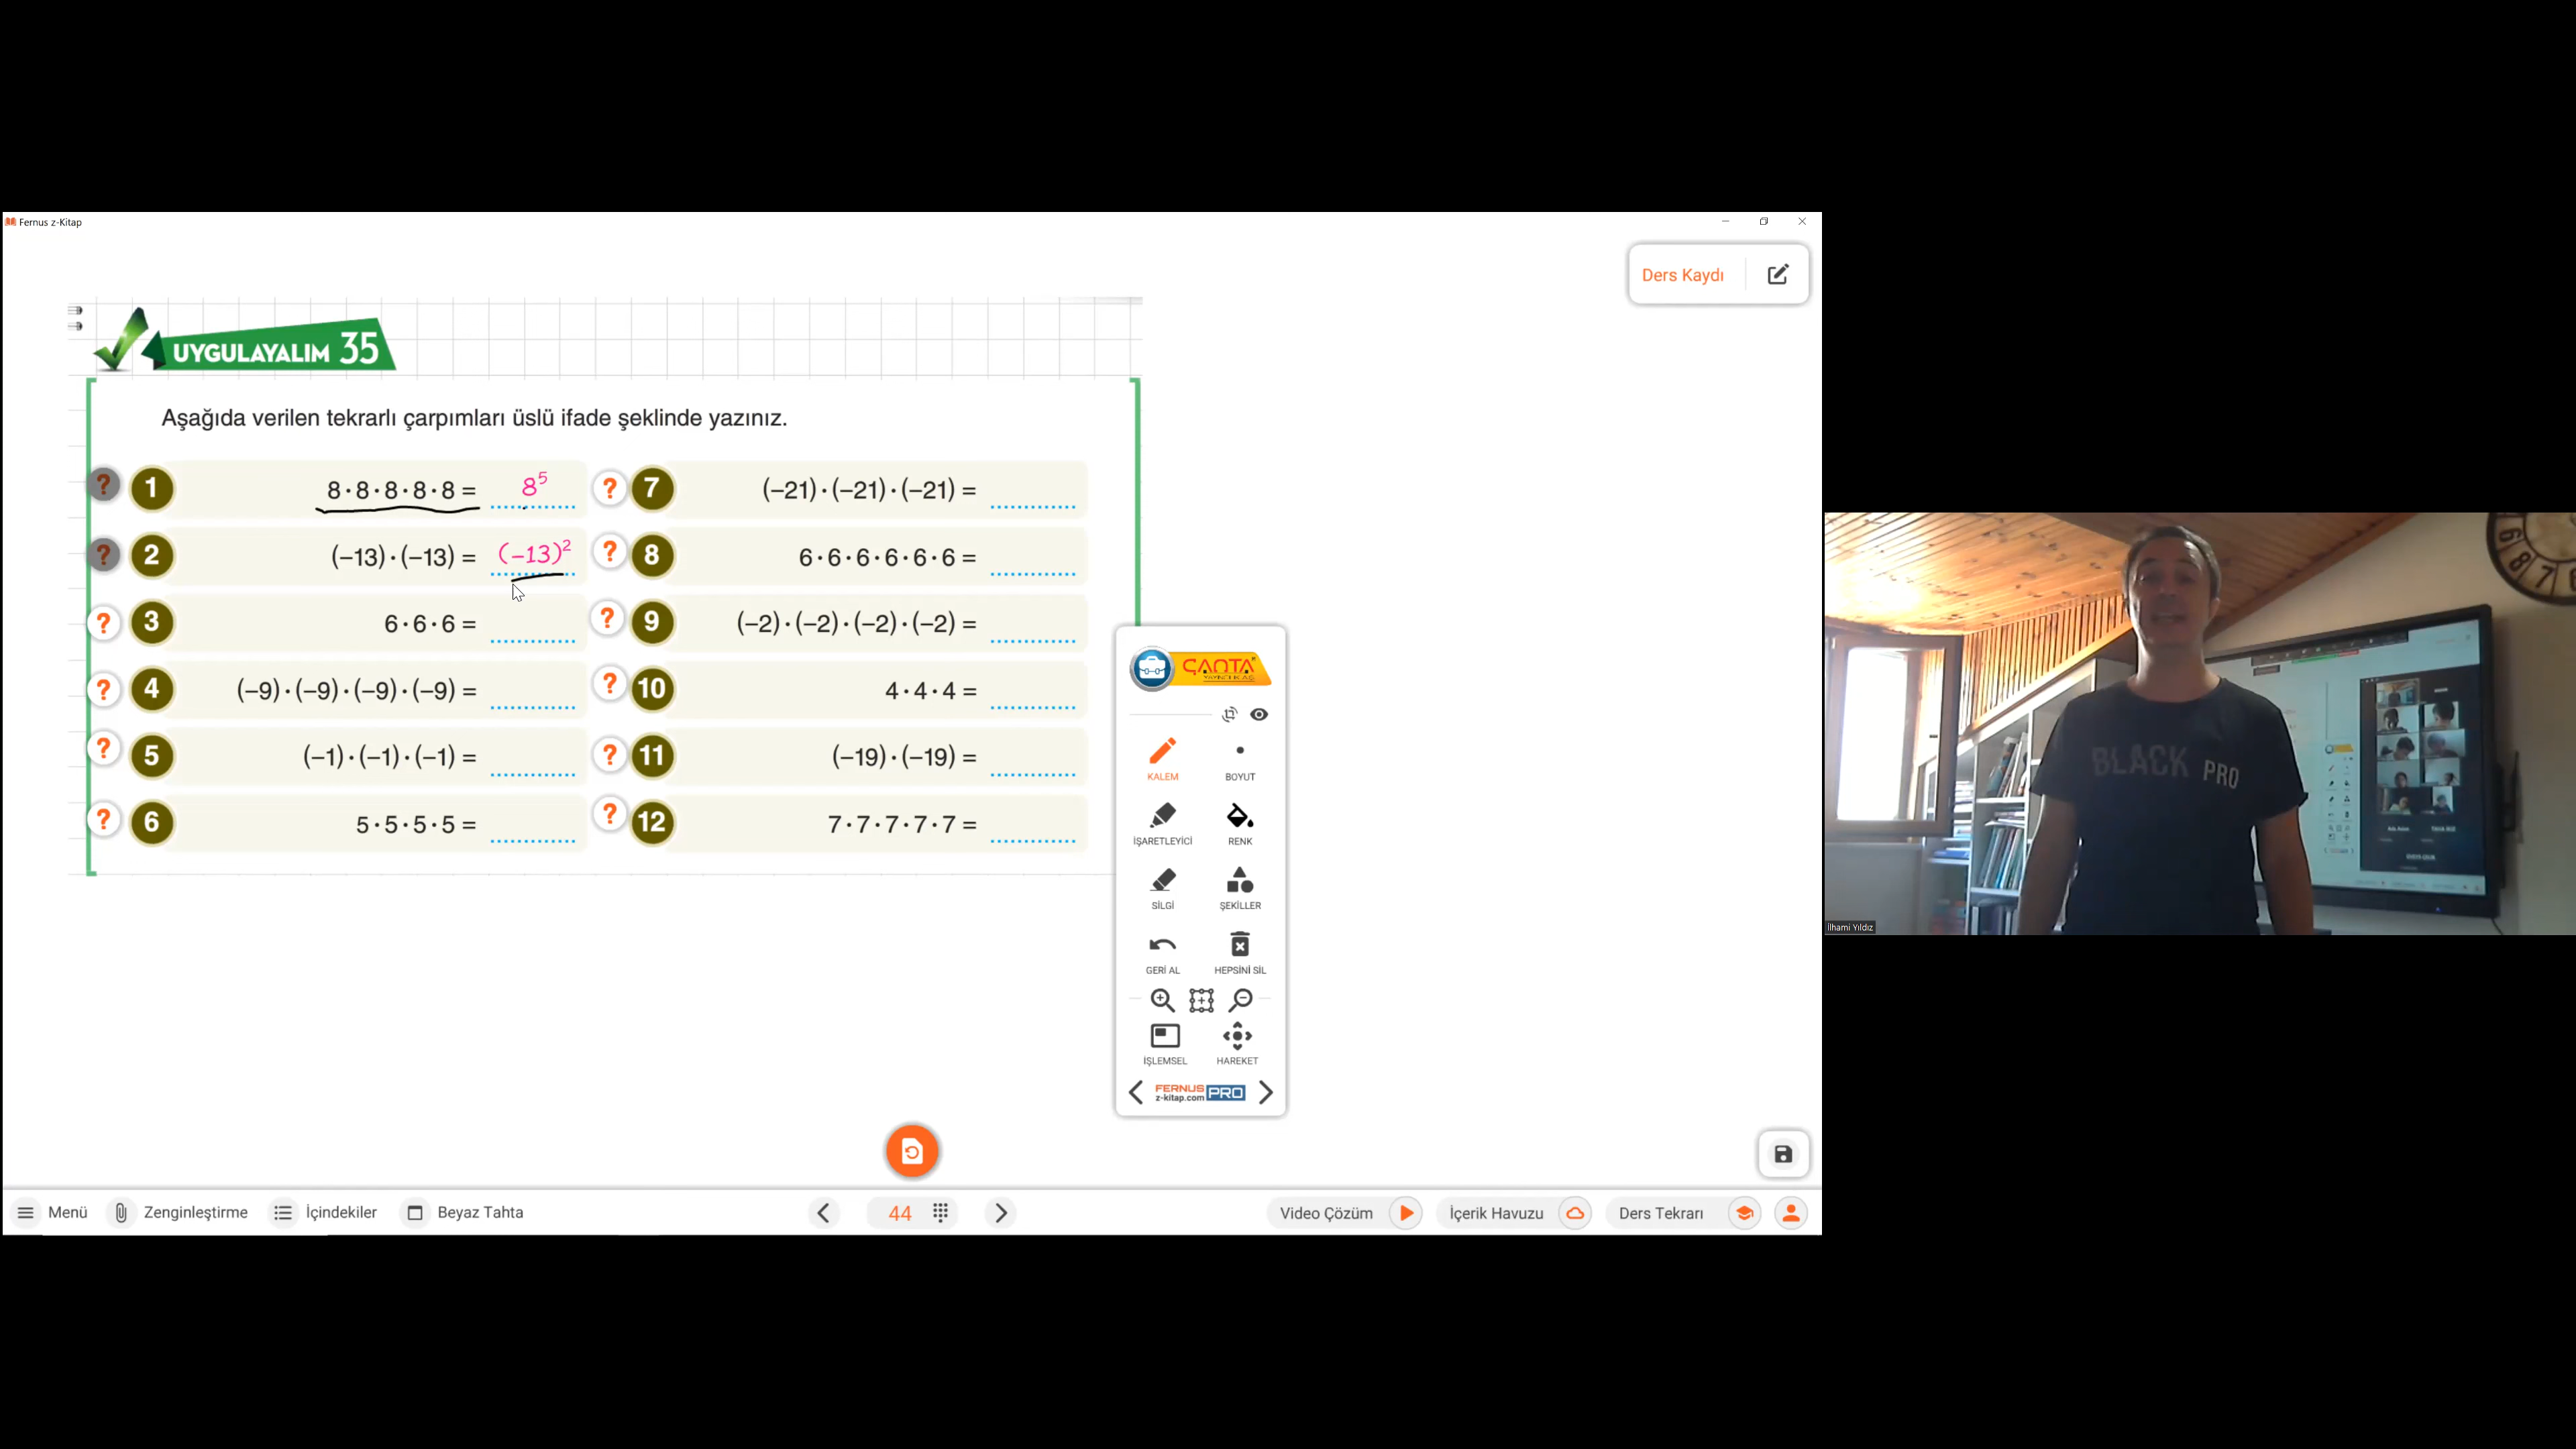 Fernus z-Kitap
Ders Kaydı
UYGULAYALIM 35
Aşağıda verilen tekrarlı çarpımları üslü ifade şeklinde yazınız.
? 1 8·8·8·8·8 = 8⁵
? 2 (–13)·(–13) = (–13)²
? 3 6·6·6 = ............
? 4 (–9)·(–9)·(–9)·(–9) = ............
? 5 (–1)·(–1)·(–1) = ............
? 6 5·5·5·5 = ............
? 7 (–21)·(–21)·(–21) = ............
? 8 6·6·6·6·6·6 = ............
? 9 (–2)·(–2)·(–2)·(–2) = ............
? 10 4·4·4 = ............
? 11 (–19)·(–19) = ............
? 12 7·7·7·7·7 = ............
ÇANTA
KALEM BOYUT
İŞARETLEYİCİ RENK
SİLGİ ŞEKİLLER
GERİ AL HEPSİNİ SİL
İŞLEMSEL HAREKET
FERNUS PRO
z-kitap.com
BLACK PRO
6 8 7
İlhami Yıldız
Menü Zenginleştirme İçindekiler Beyaz Tahta 44 Video Çözüm İçerik Havuzu Ders Tekrarı